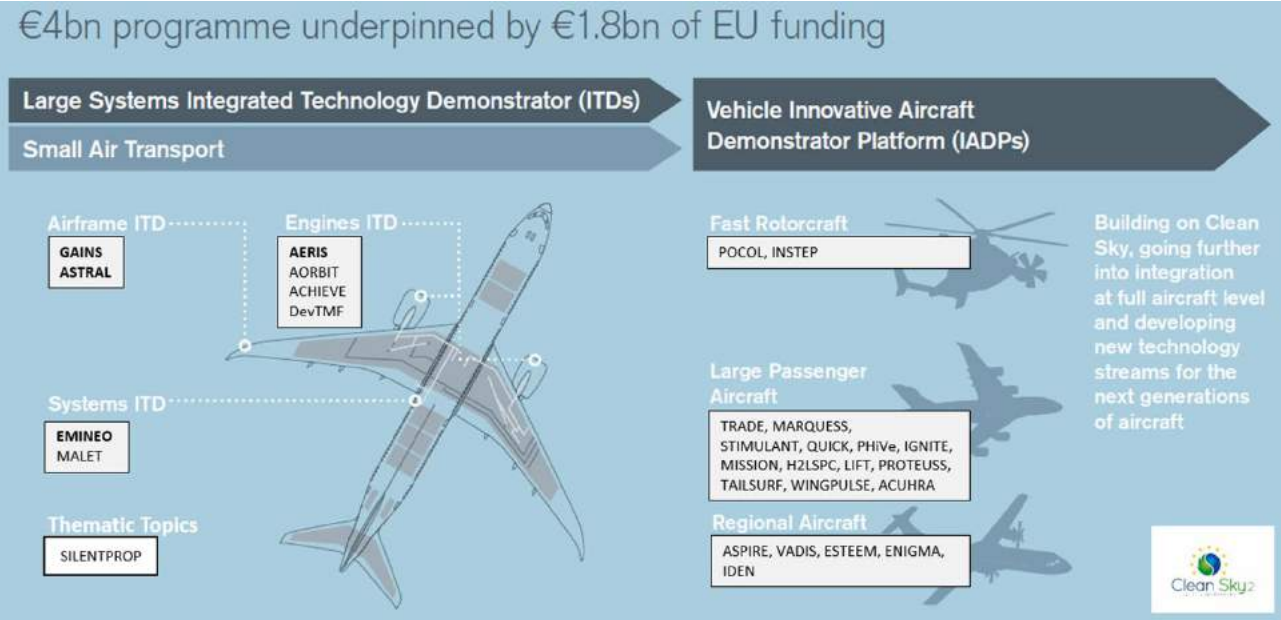 €4bn programme underpinned by €1.8bn of EU funding
Large Systems Integrated Technology Demonstrator (ITDs)
Small Air Transport
Vehicle Innovative Aircraft
Demonstrator Platform (IADPs)
Airframe ITD
GAINS
ASTRAL
Engines ITD
AERIS
AORBIT
ACHIEVE
DevTMF
Systems ITD
EMINEO
MALET
Thematic Topics
SILENTPROP
Fast Rotorcraft
POCOL, INSTEP
Large Passenger
Aircraft
TRADE, MARQUESS,
STIMULANT, QUICK, PHiVe, IGNITE,
MISSION, H2LSPC, LIFT, PROTEUSS,
TAILSURF, WINGPULSE, ACUHRA
Regional Aircraft
ASPIRE, VADIS, ESTEEM, ENIGMA,
IDEN
Building on Clean
Sky, going further
into integration
at full aircraft level
and developing
new technology
streams for the
next generations
of aircraft
Clean Sky2